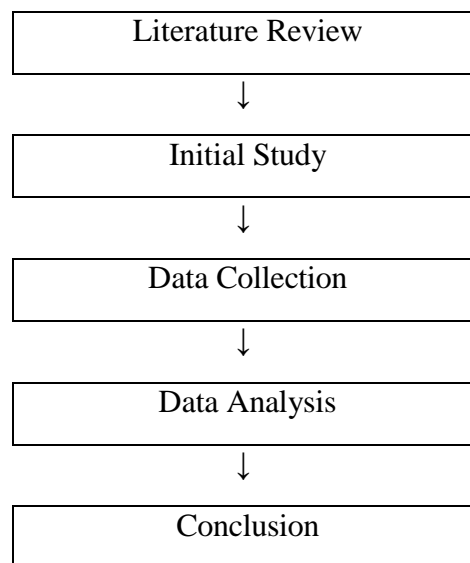 Literature Review
↓
Initial Study
↓
Data Collection
↓
Data Analysis
↓
Conclusion